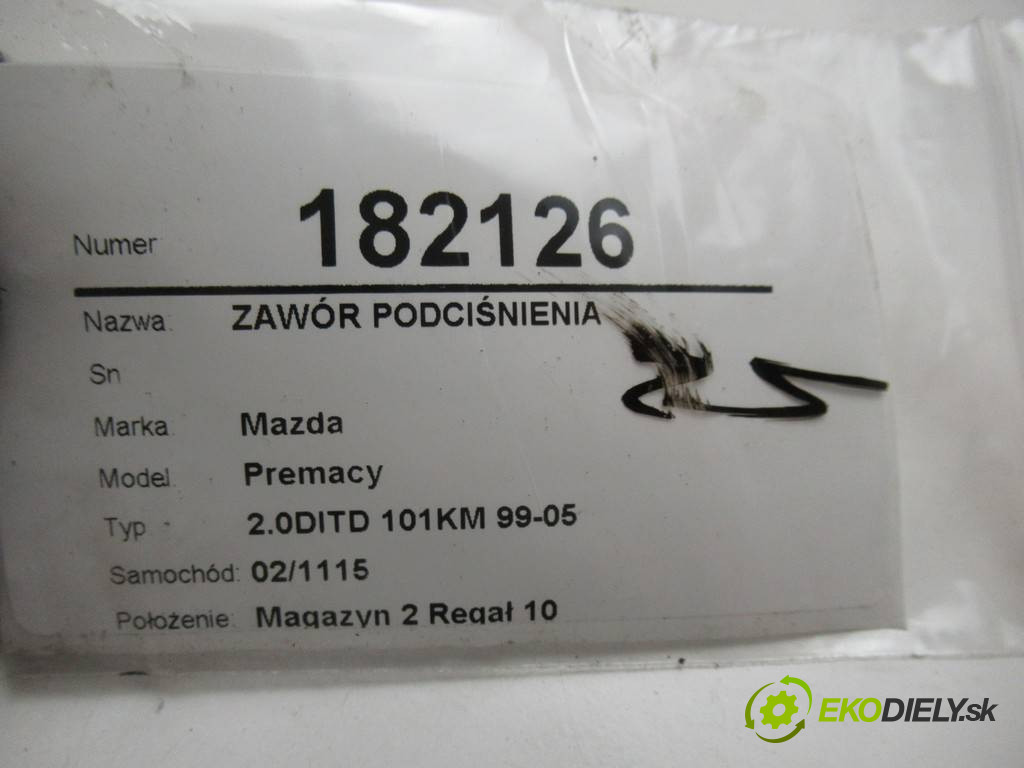 Numer 182126
Nazwa: ZAWÓR PODCIŚNIENIA
Sn
Marka: Mazda
Model: Premacy
Typ 2.0DITD 101KM 99-05
Samochód: 02/1115
Położenie: Magazyn 2 Regał 10
EKODIELY.sk